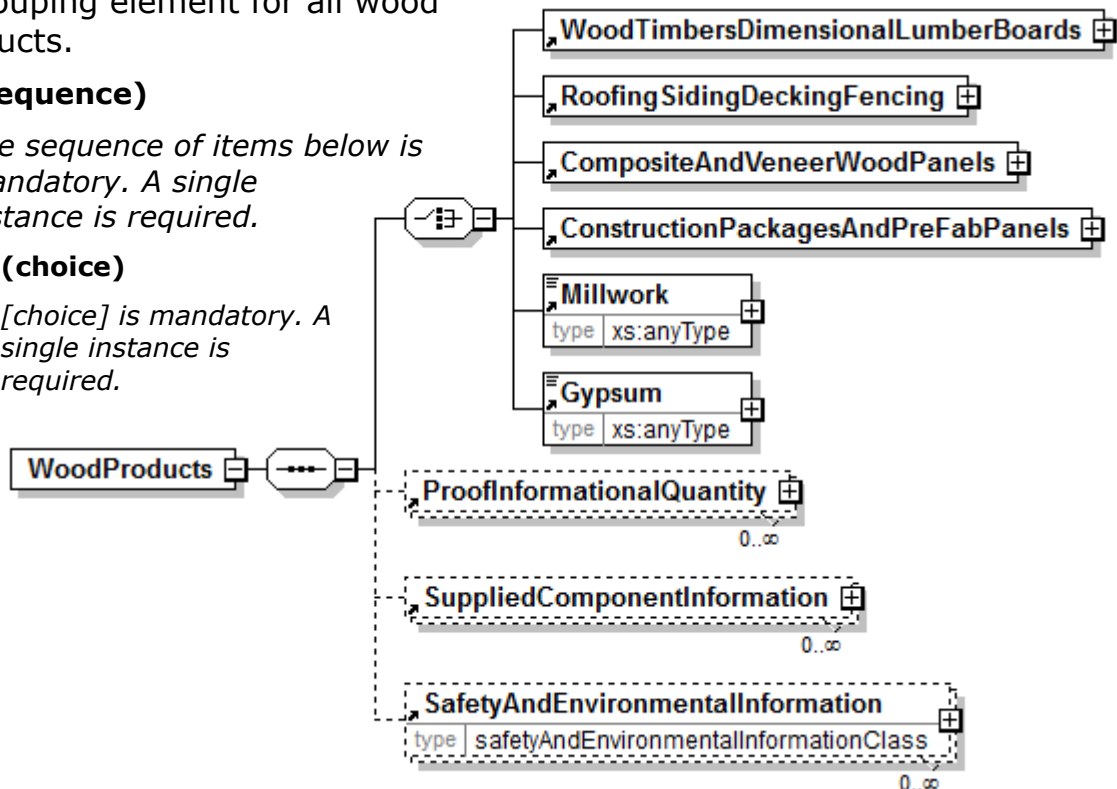 ouping element for all wood
ucts.
equence)
e sequence of items below is
andatory. A single
stance is required.
(choice)
[choice] is mandatory. A
single instance is
required.
WoodProducts
WoodTimbersDimensionalLumberBoards
RoofingSidingDeckingFencing
CompositeAndVeneerWoodPanels
ConstructionPackagesAndPreFabPanels
Millwork
type xs:anyType
Gypsum
type xs:anyType
ProofInformationalQuantity
0..∞
SuppliedComponentInformation
0..∞
SafetyAndEnvironmentalInformation
type safetyAndEnvironmentalInformationClass
0..∞